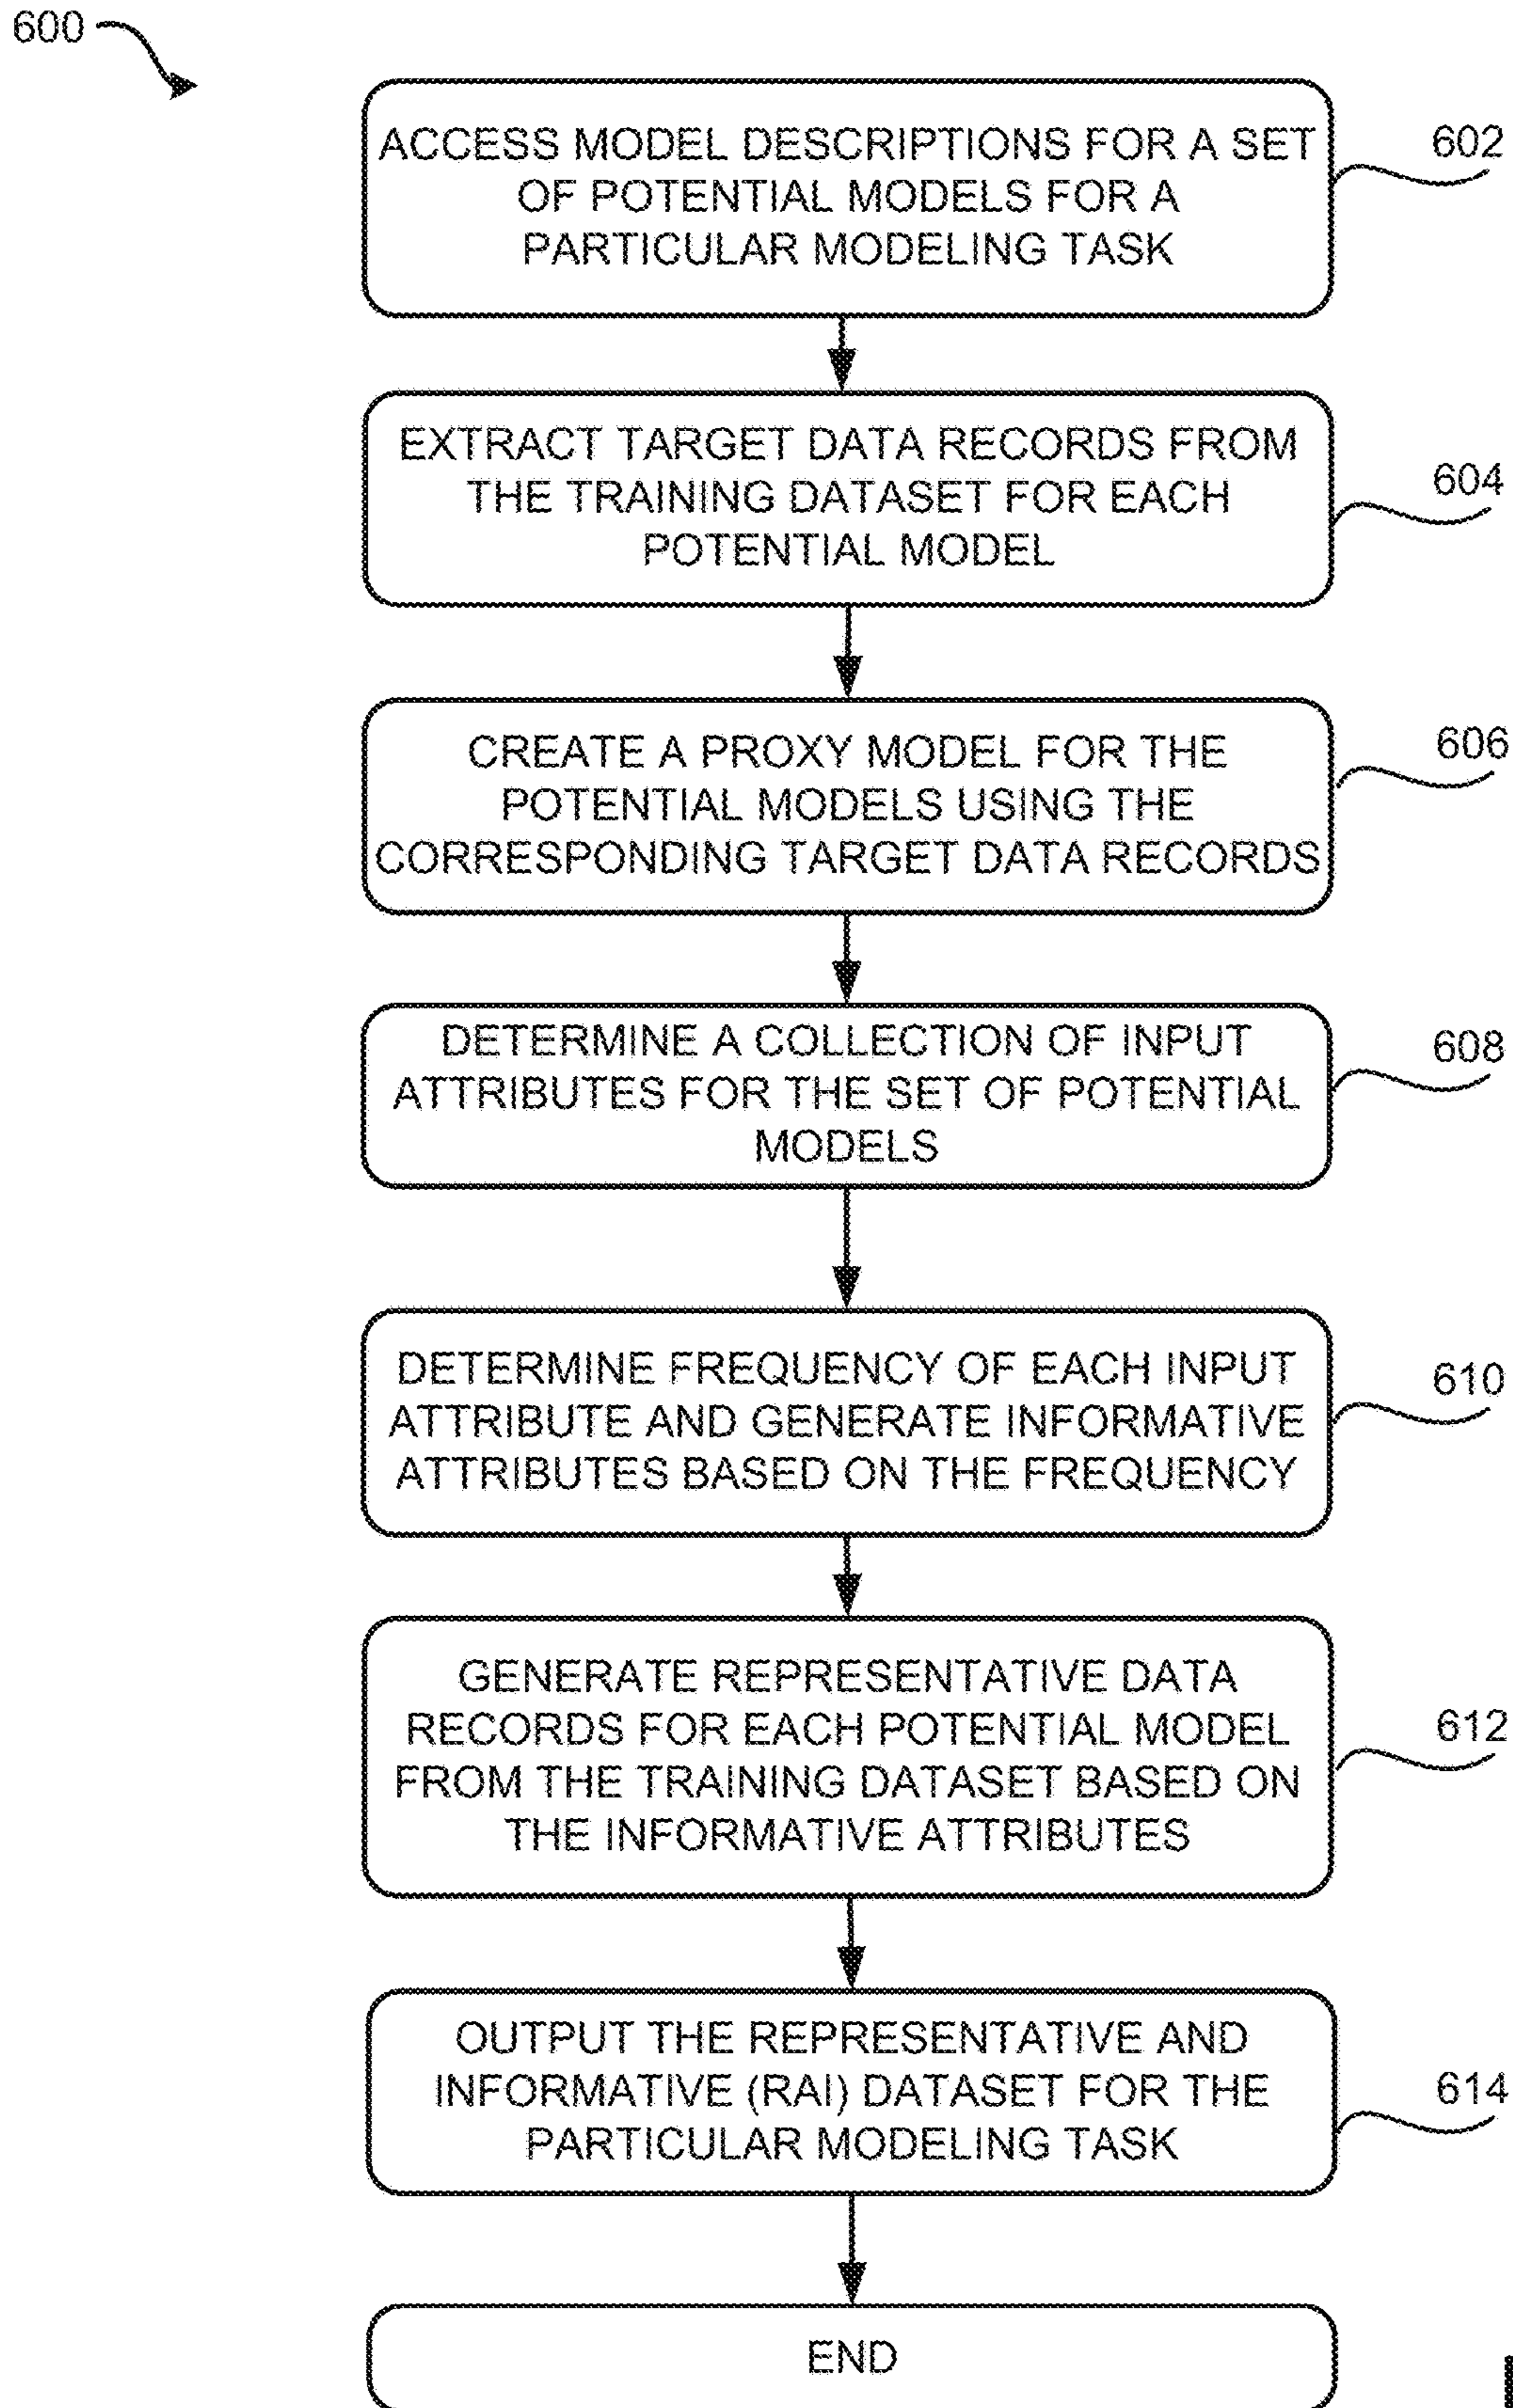 600
ACCESS MODEL DESCRIPTIONS FOR A SET
OF POTENTIAL MODELS FOR A
PARTICULAR MODELING TASK
602
EXTRACT TARGET DATA RECORDS FROM
THE TRAINING DATASET FOR EACH
POTENTIAL MODEL
604
CREATE A PROXY MODEL FOR THE
POTENTIAL MODELS USING THE
CORRESPONDING TARGET DATA RECORDS
606
DETERMINE A COLLECTION OF INPUT
ATTRIBUTES FOR THE SET OF POTENTIAL
MODELS
608
DETERMINE FREQUENCY OF EACH INPUT
ATTRIBUTE AND GENERATE INFORMATIVE
ATTRIBUTES BASED ON THE FREQUENCY
610
GENERATE REPRESENTATIVE DATA
RECORDS FOR EACH POTENTIAL MODEL
FROM THE TRAINING DATASET BASED ON
THE INFORMATIVE ATTRIBUTES
612
OUTPUT THE REPRESENTATIVE AND
INFORMATIVE (RAI) DATASET FOR THE
PARTICULAR MODELING TASK
614
END